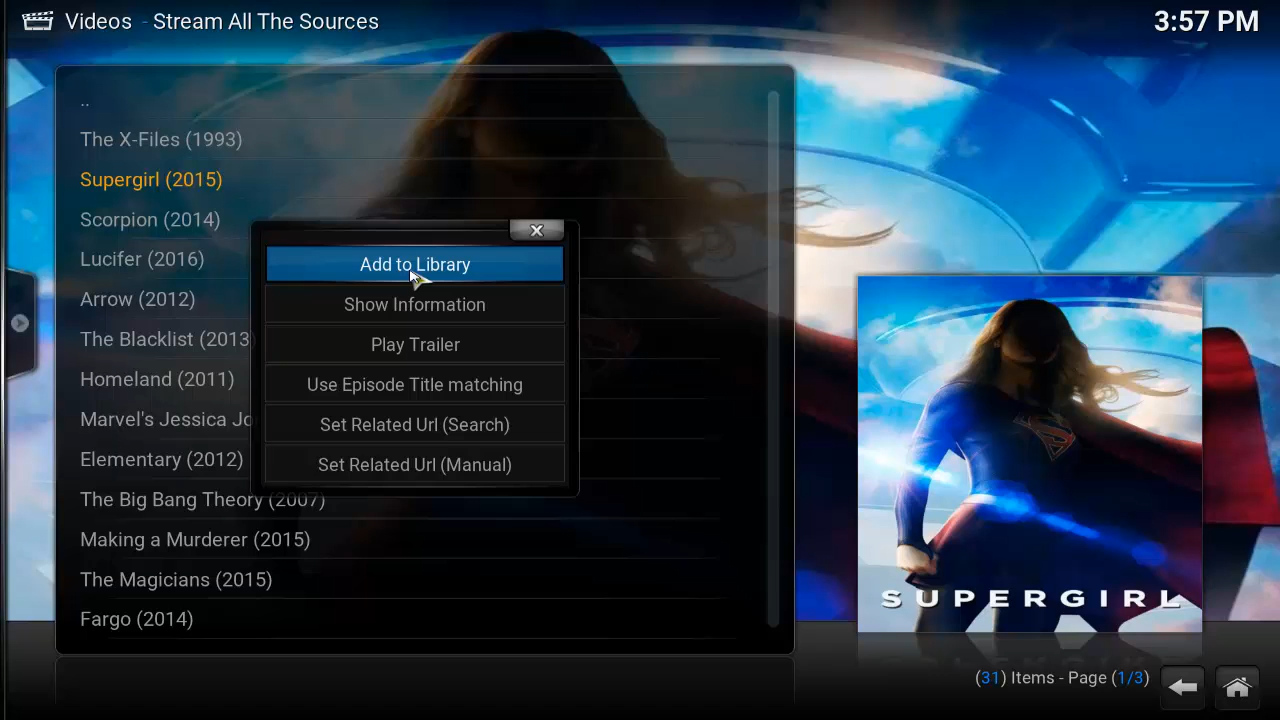 Videos - Stream All The Sources
3:57 PM
..
The X-Files (1993)
Supergirl (2015)
Scorpion (2014)
Lucifer (2016)
Arrow (2012)
The Blacklist (2013)
Homeland (2011)
Marvel's Jessica Jo
Elementary (2012)
The Big Bang Theory (2007)
Making a Murderer (2015)
The Magicians (2015)
Fargo (2014)
Add to Library
Show Information
Play Trailer
Use Episode Title matching
Set Related Url (Search)
Set Related Url (Manual)
SUPERGIRL
(31) Items - Page (1/3)